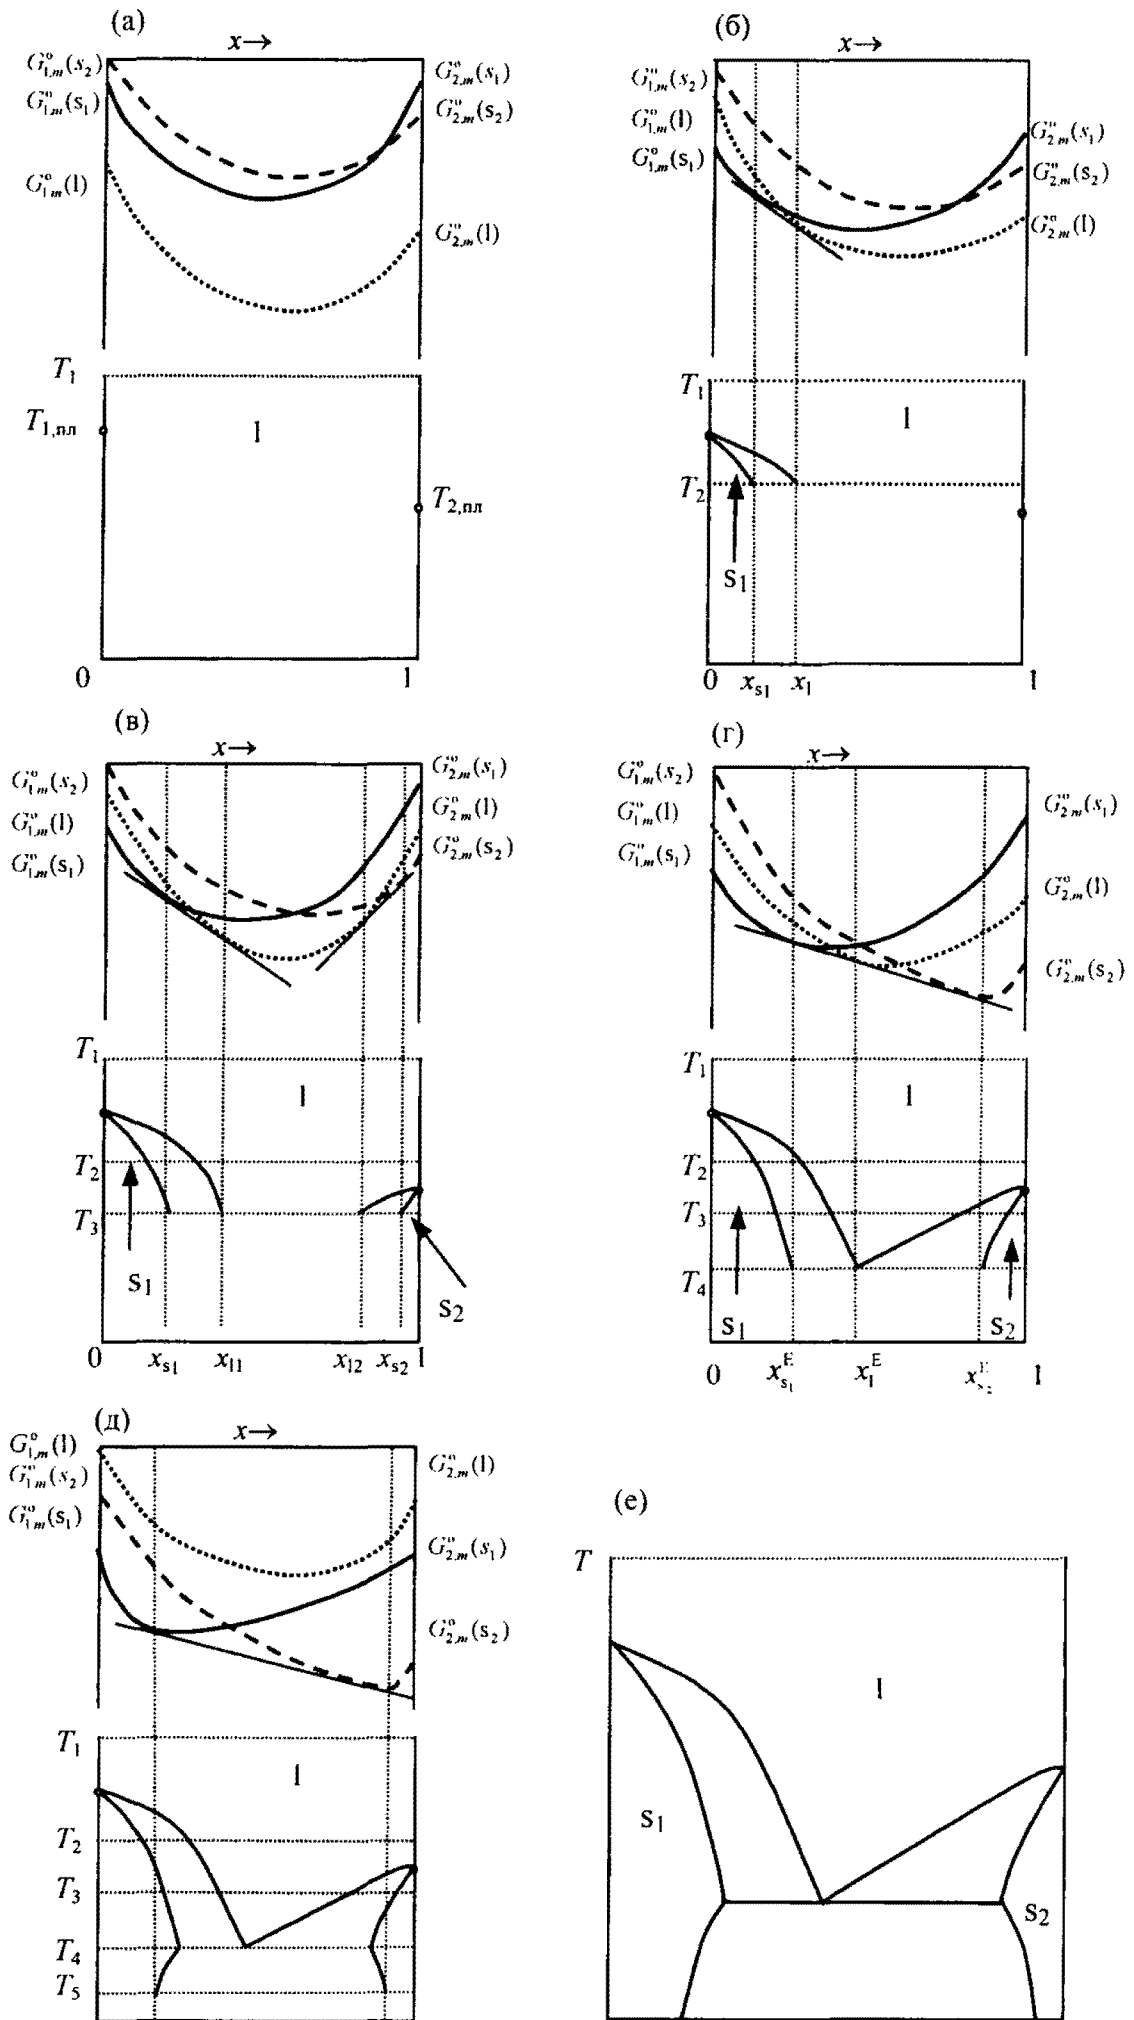 (а)
x→
G°1,m(s2)
G°1,m(s1)
G°1,m(l)
G°2,m(s1)
G°2,m(s2)
G°2,m(l)
T1
T1,пл
l
T2,пл
0
1
(б)
x→
G°1,m(s2)
G°1,m(l)
G°1,m(s1)
G°2,m(s1)
G°2,m(s2)
G°2,m(l)
T1
l
T2
s1
0
xs1
xl
1
(в)
x→
G°1,m(s2)
G°1,m(l)
G°1,m(s1)
G°2,m(s1)
G°2,m(l)
G°2,m(s2)
T1
l
T2
T3
s1
s2
0
xs1
xl1
xl2
xs2
1
(г)
x→
G°1,m(s2)
G°1,m(l)
G°1,m(s1)
G°2,m(s1)
G°2,m(l)
G°2,m(s2)
T1
l
T2
T3
T4
s1
s2
0
x^E_s1
x^E_l
x^E_s2
1
(д)
x→
G°1,m(l)
G°1,m(s2)
G°1,m(s1)
G°2,m(l)
G°2,m(s1)
G°2,m(s2)
T1
l
T2
T3
T4
T5
(е)
T
l
s1
s2